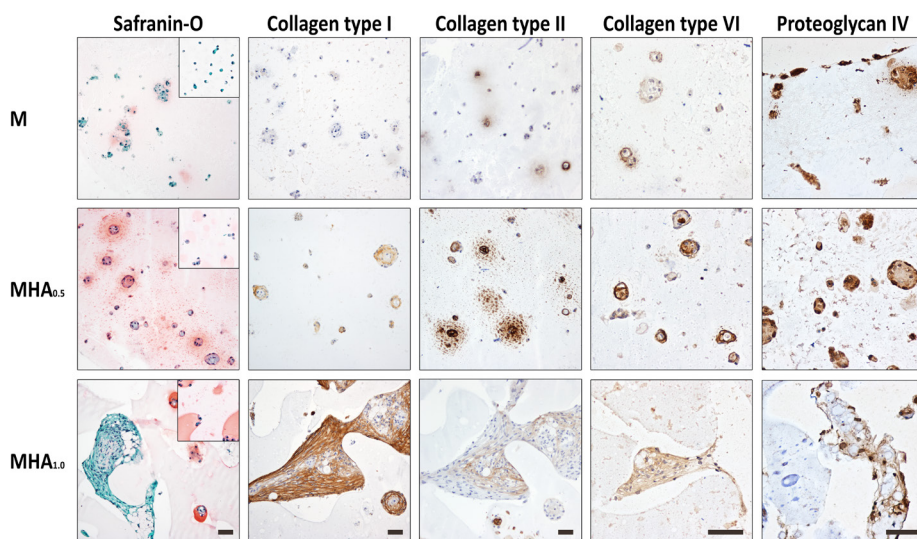 Safranin-O Collagen type I Collagen type II Collagen type VI Proteoglycan IV
M
MHA0.5
MHA1.0